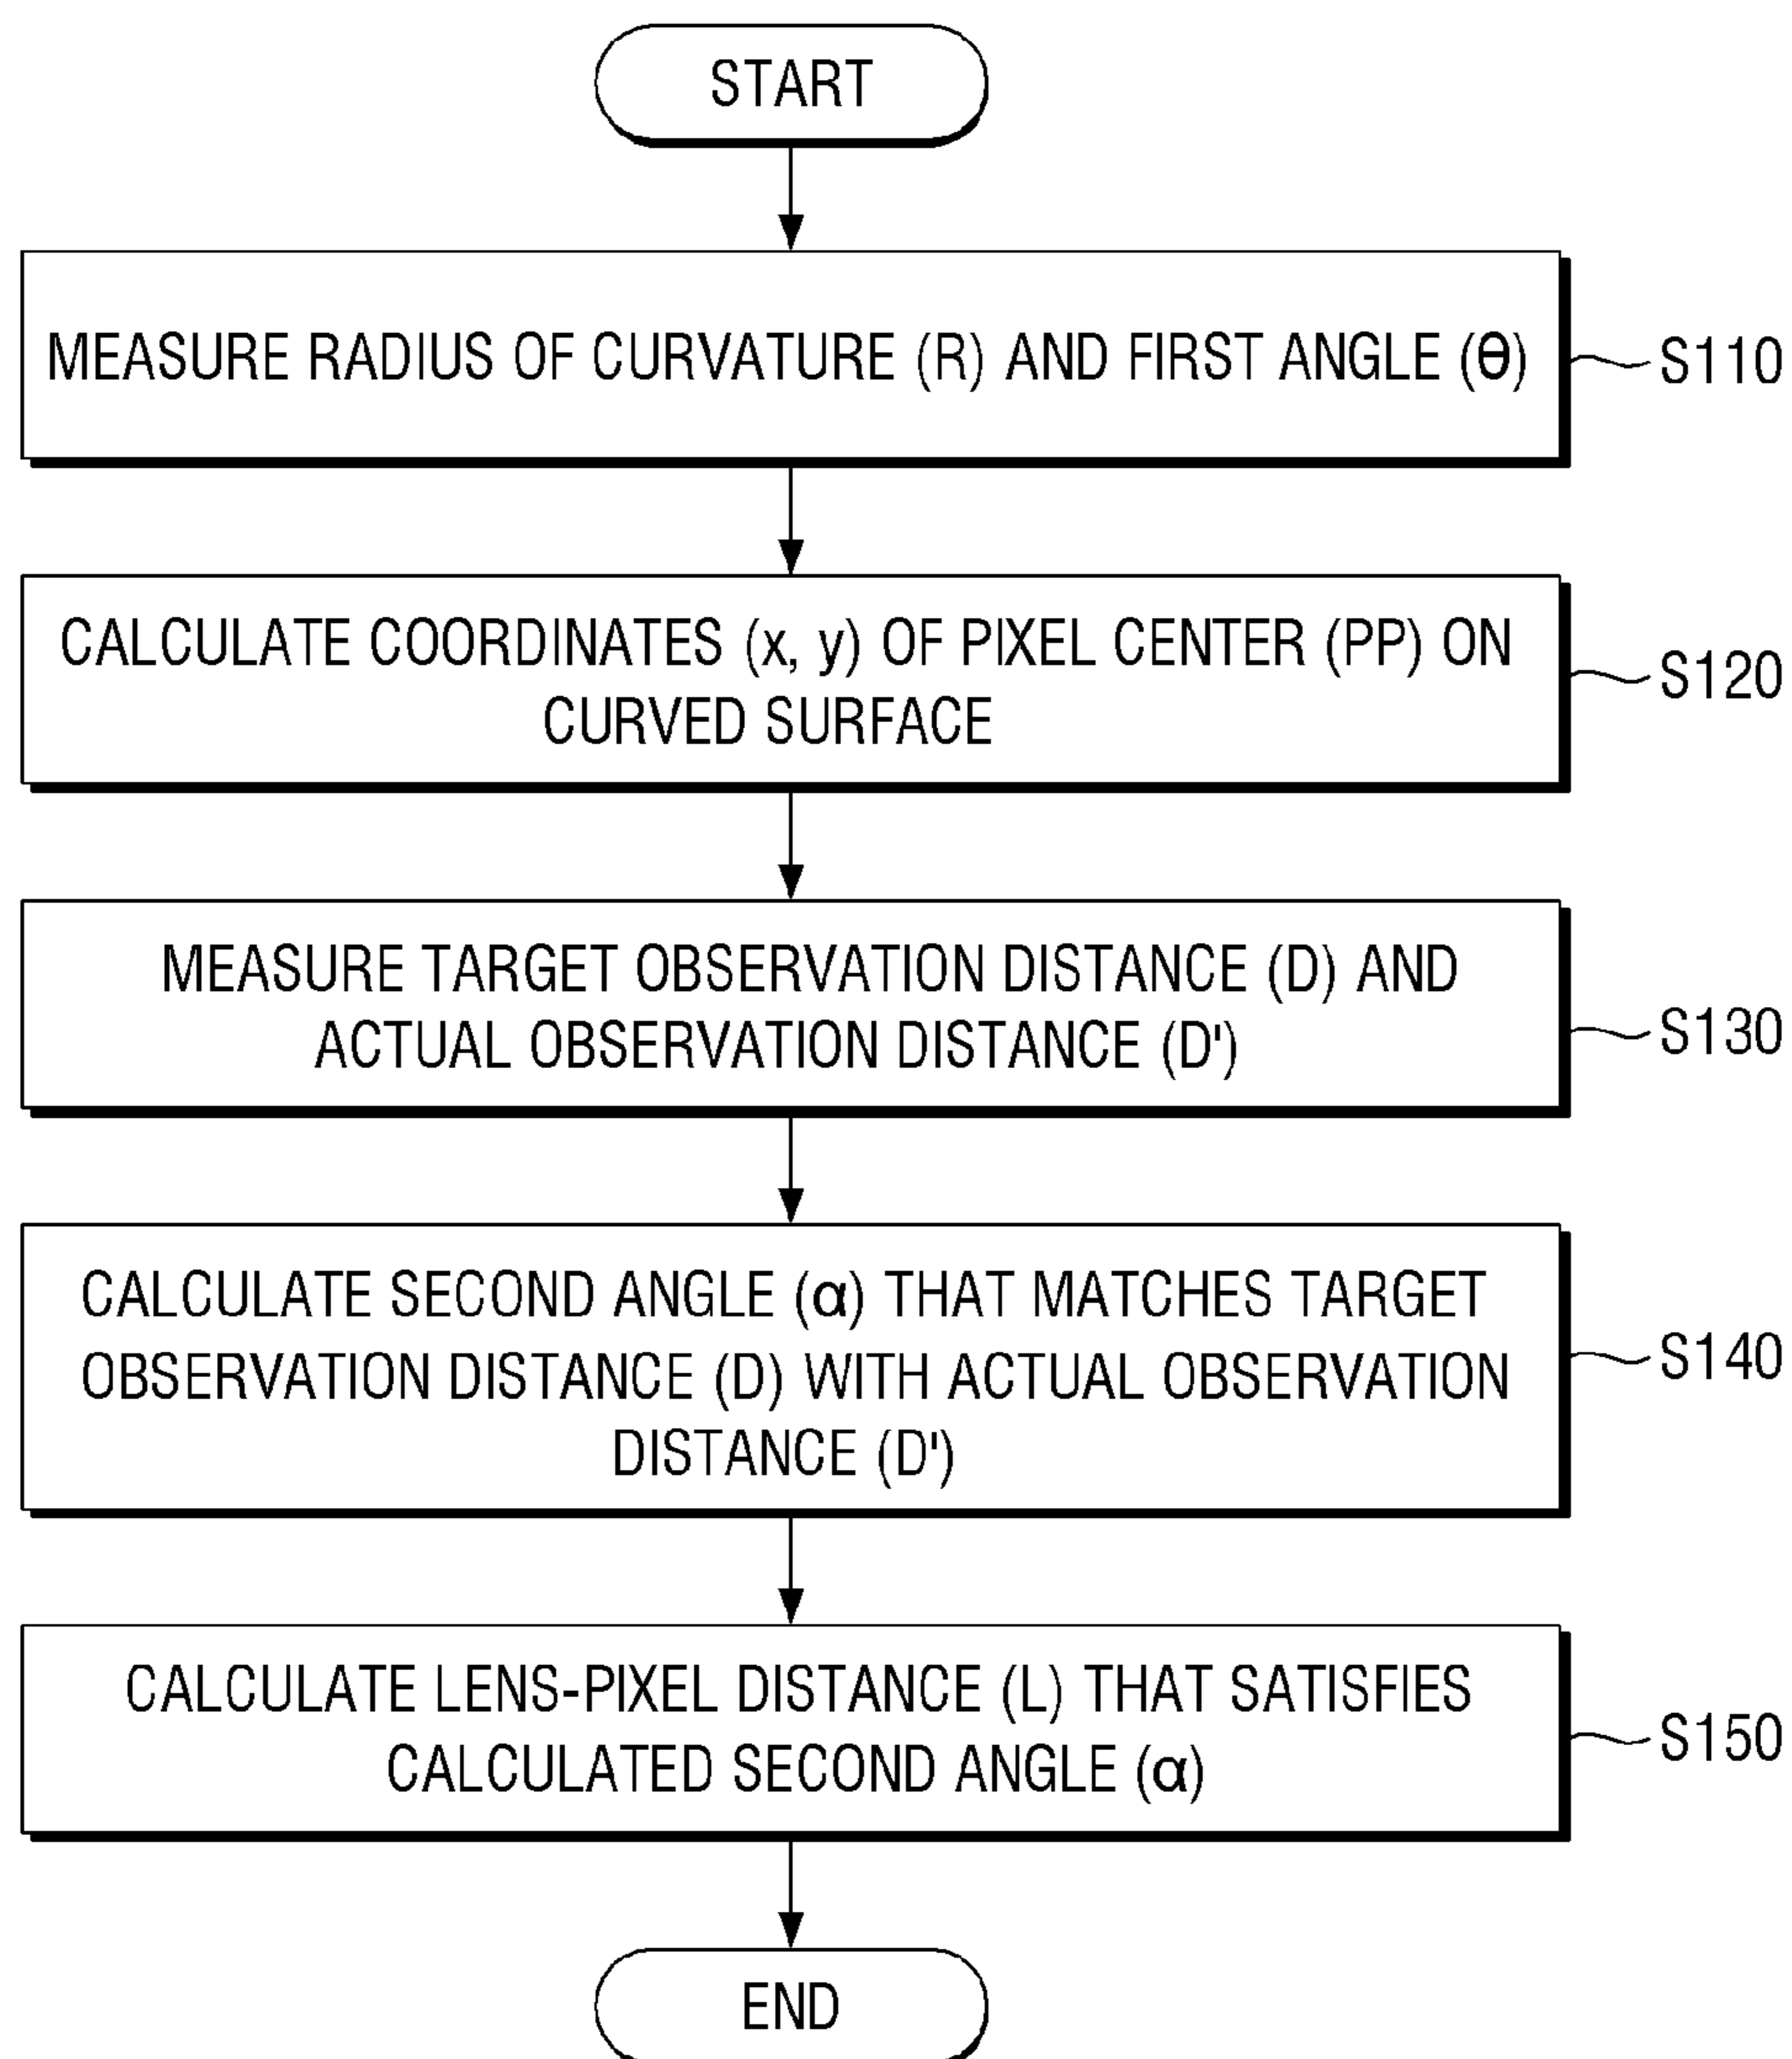 START
MEASURE RADIUS OF CURVATURE (R) AND FIRST ANGLE (θ)
S110
CALCULATE COORDINATES (x, y) OF PIXEL CENTER (PP) ON
CURVED SURFACE
S120
MEASURE TARGET OBSERVATION DISTANCE (D) AND
ACTUAL OBSERVATION DISTANCE (D')
S130
CALCULATE SECOND ANGLE (α) THAT MATCHES TARGET
OBSERVATION DISTANCE (D) WITH ACTUAL OBSERVATION
DISTANCE (D')
S140
CALCULATE LENS-PIXEL DISTANCE (L) THAT SATISFIES
CALCULATED SECOND ANGLE (α)
S150
END